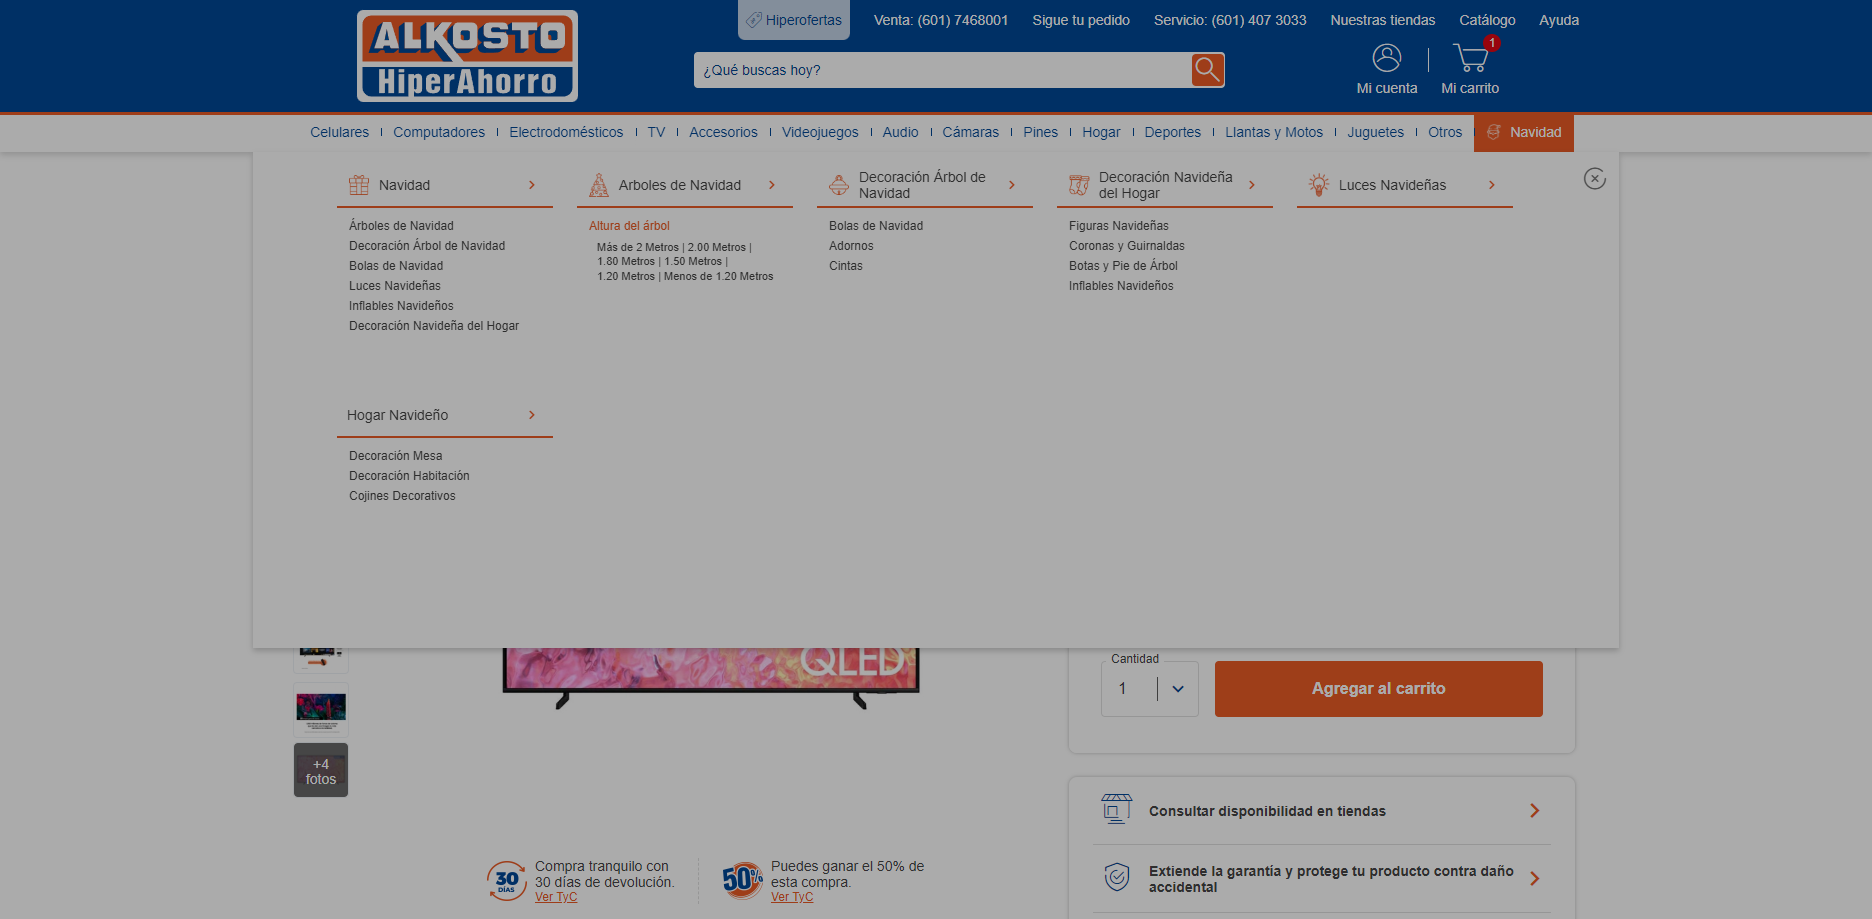 ALKOSTO
HiperAhorro
Hiperofertas
Venta: (601) 7468001
Sigue tu pedido
Servicio: (601) 407 3033
Nuestras tiendas
Catálogo
Ayuda
¿Qué buscas hoy?
1
Mi cuenta
Mi carrito
Celulares
Computadores
Electrodomésticos
TV
Accesorios
Videojuegos
Audio
Cámaras
Pines
Hogar
Deportes
Llantas y Motos
Juguetes
Otros
Navidad
Navidad
Árboles de Navidad
Decoración Árbol de Navidad
Bolas de Navidad
Luces Navideñas
Inflables Navideños
Decoración Navideña del Hogar
Arboles de Navidad
Altura del árbol
Más de 2 Metros | 2.00 Metros |
1.80 Metros | 1.50 Metros |
1.20 Metros | Menos de 1.20 Metros
Decoración Árbol de
Navidad
Bolas de Navidad
Adornos
Cintas
Decoración Navideña
del Hogar
Figuras Navideñas
Coronas y Guirnaldas
Botas y Pie de Árbol
Inflables Navideños
Luces Navideñas
Hogar Navideño
Decoración Mesa
Decoración Habitación
Cojines Decorativos
QLED
+4
fotos
Cantidad
1
Agregar al carrito
Consultar disponibilidad en tiendas
Extiende la garantía y protege tu producto contra daño
accidental
30
DÍAS
Compra tranquilo con
30 días de devolución.
Ver TyC
50%
Puedes ganar el 50% de
esta compra.
Ver TyC